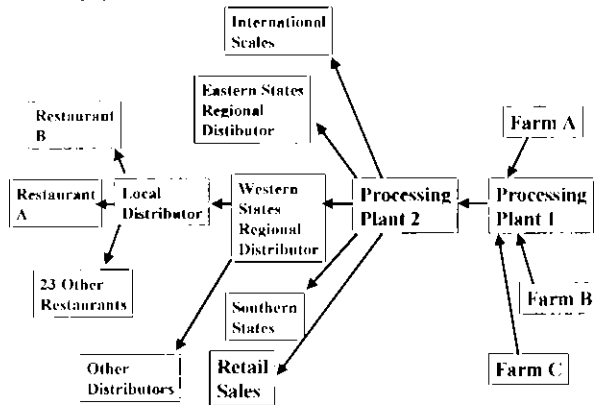 International
Scales
Eastern States
Regional
Distibutor
Restaurant
B
Farm A
Restaurant
A
Local
Distributor
Western
States
Regional
Distributor
Processing
Plant 2
Processing
Plant 1
23 Other
Restaurants
Southern
States
Farm B
Other
Distributors
Retail
Sales
Farm C